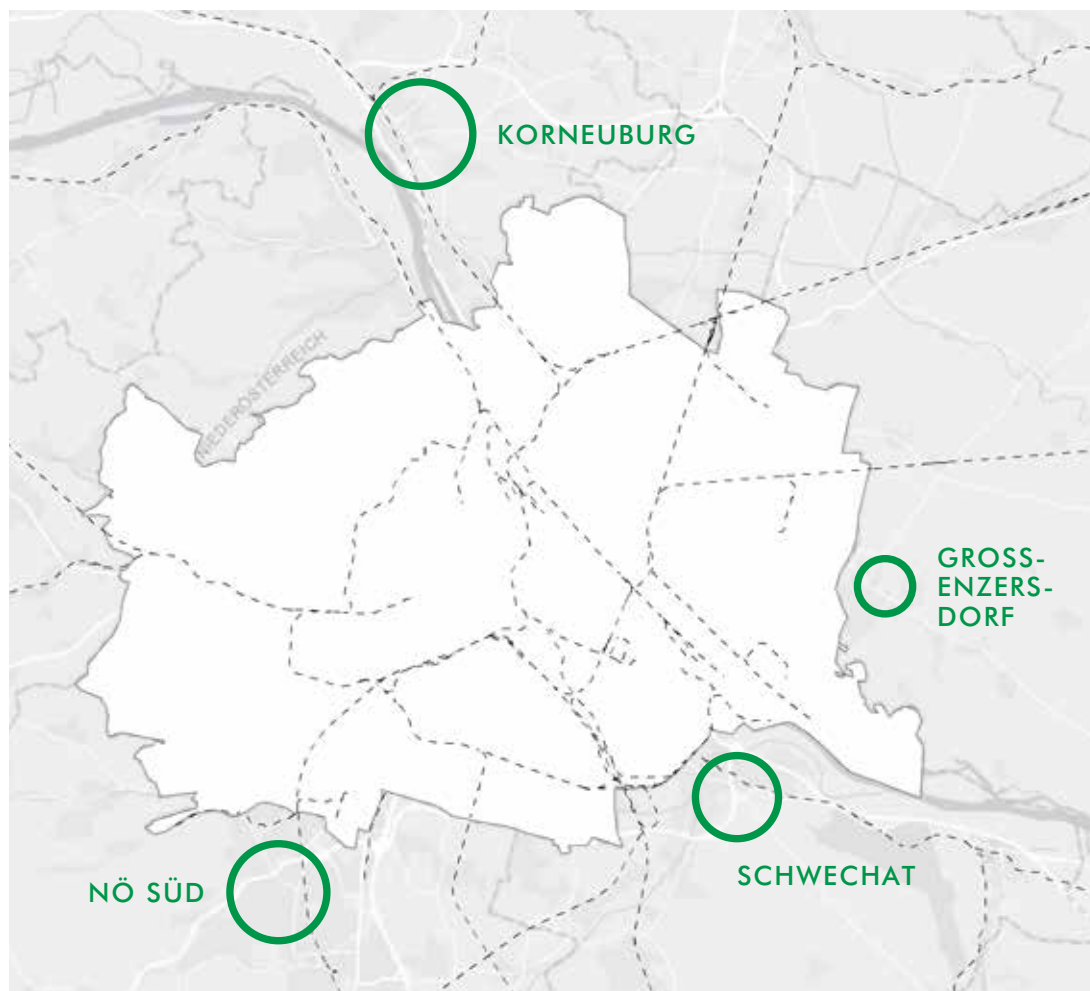 KORNEUBURG
NIEDERÖSTERREICH
GROSS-
ENZERS-
DORF
SCHWECHAT
NÖ SÜD